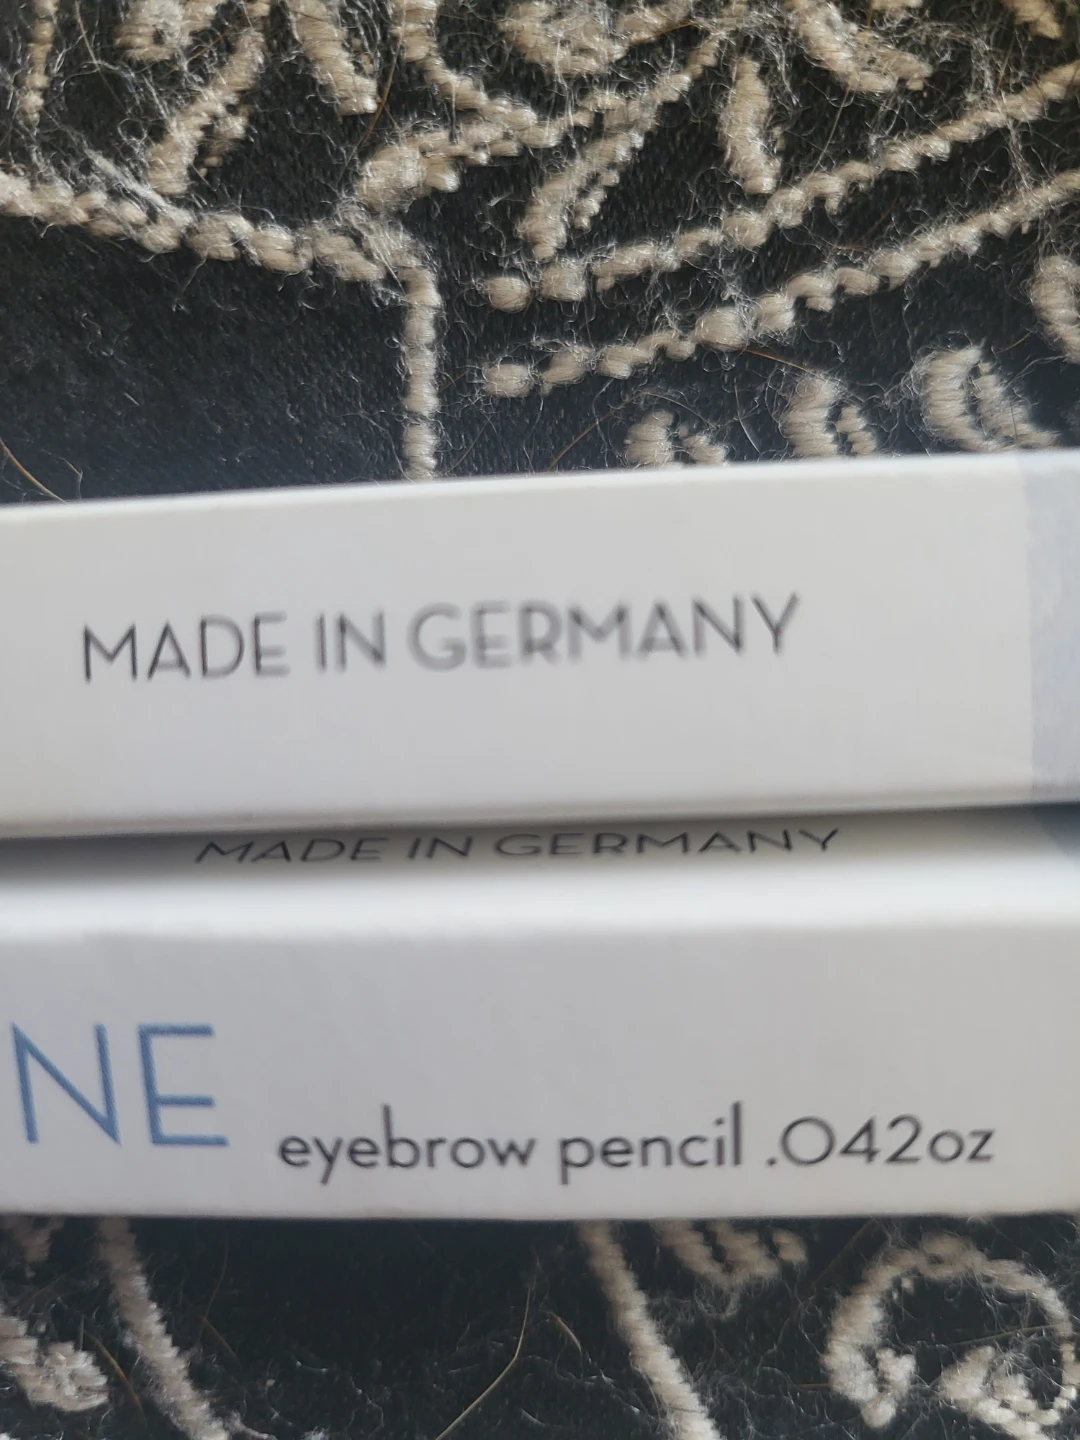 MADE IN GERMANY
MADE IN GERMANY
NE
eyebrow pencil .042oz